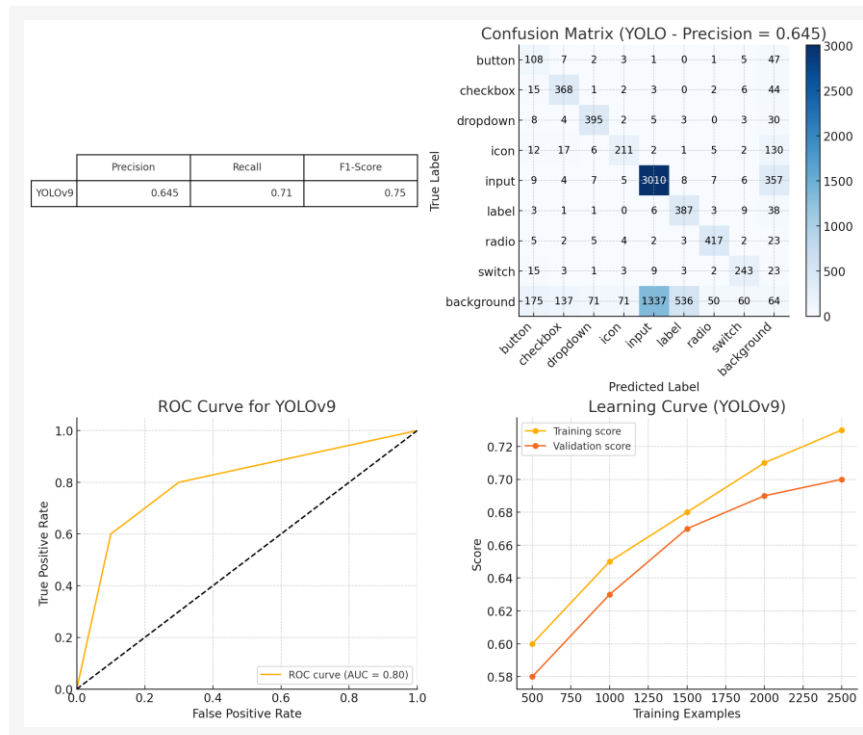 Precision Recall F1-Score
YOLOv9 0.645 0.71 0.75
Confusion Matrix (YOLO - Precision = 0.645)
True Label
button 108 7 2 3 1 0 1 5 47
checkbox 15 368 1 2 3 0 2 6 44
dropdown 8 4 395 2 5 3 0 3 30
icon 12 17 6 211 2 1 5 2 130
input 9 4 7 5 3010 8 7 6 357
label 3 1 1 0 6 387 3 9 38
radio 5 2 5 4 2 3 417 2 23
switch 15 3 1 3 9 3 2 243 23
background 175 137 71 71 1337 536 50 60 64
button checkbox dropdown icon input label radio switch background
Predicted Label
3000
2500
2000
1500
1000
500
0
ROC Curve for YOLOv9
True Positive Rate
1.0
0.8
0.6
0.4
0.2
0.0
0.0 0.2 0.4 0.6 0.8 1.0
False Positive Rate
ROC curve (AUC = 0.80)
Learning Curve (YOLOv9)
Training score
Validation score
Score
0.72
0.70
0.68
0.66
0.64
0.62
0.60
0.58
500 750 1000 1250 1500 1750 2000 2250 2500
Training Examples